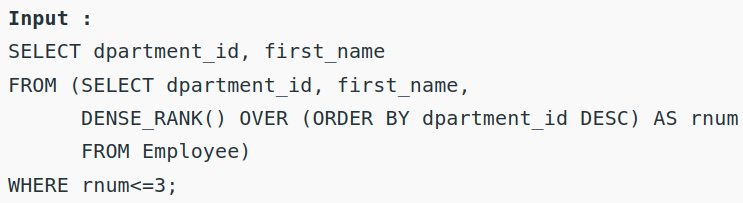 Input :
SELECT dpartment_id, first_name
FROM (SELECT dpartment_id, first_name,
      DENSE_RANK() OVER (ORDER BY dpartment_id DESC) AS rnum
      FROM Employee)
WHERE rnum<=3;